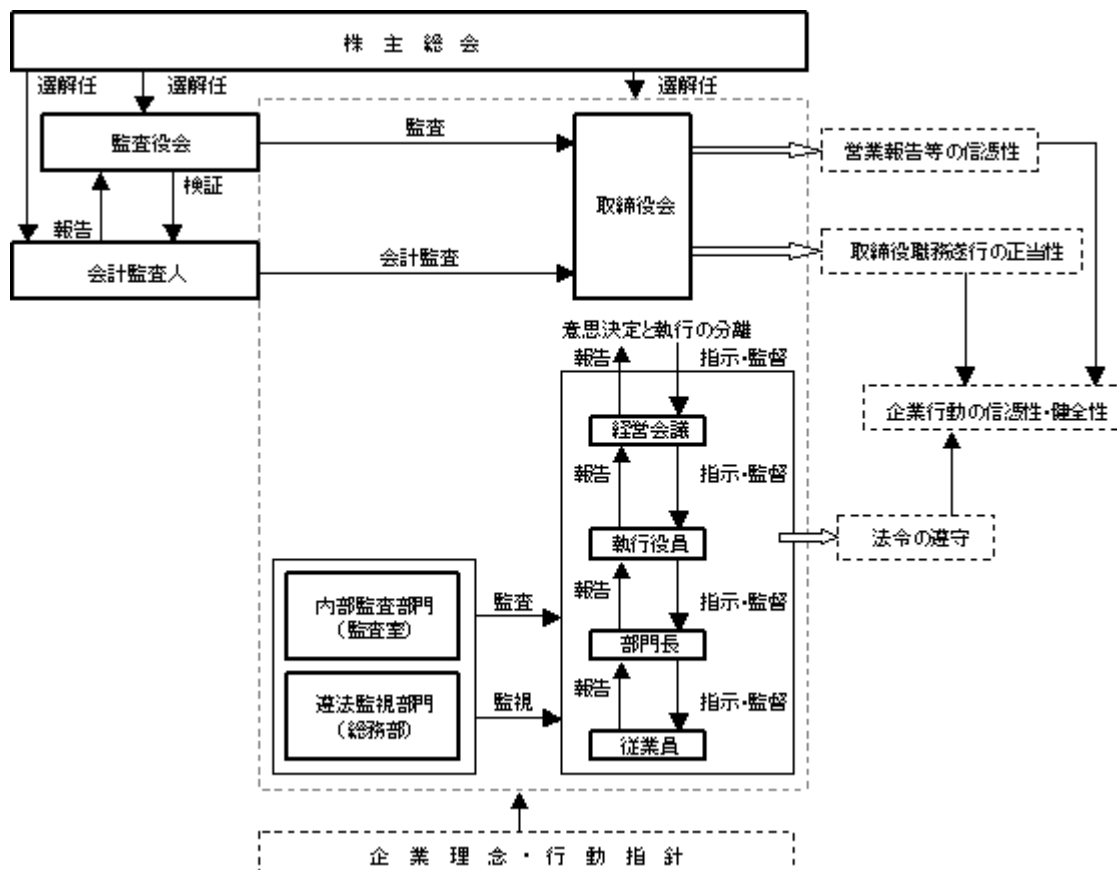 株主総会
選解任
選解任
選解任
監査役会
監査
取締役会
営業報告等の信憑性
検証
報告
会計監査人
会計監査
取締役職務遂行の正当性
意思決定と執行の分離
報告
指示・監督
経営会議
企業行動の信憑性・健全性
報告
指示・監督
執行役員
法令の遵守
内部監査部門
(監査室)
監査
報告
指示・監督
部門長
遵法監視部門
(総務部)
監視
報告
指示・監督
従業員
企業理念・行動指針